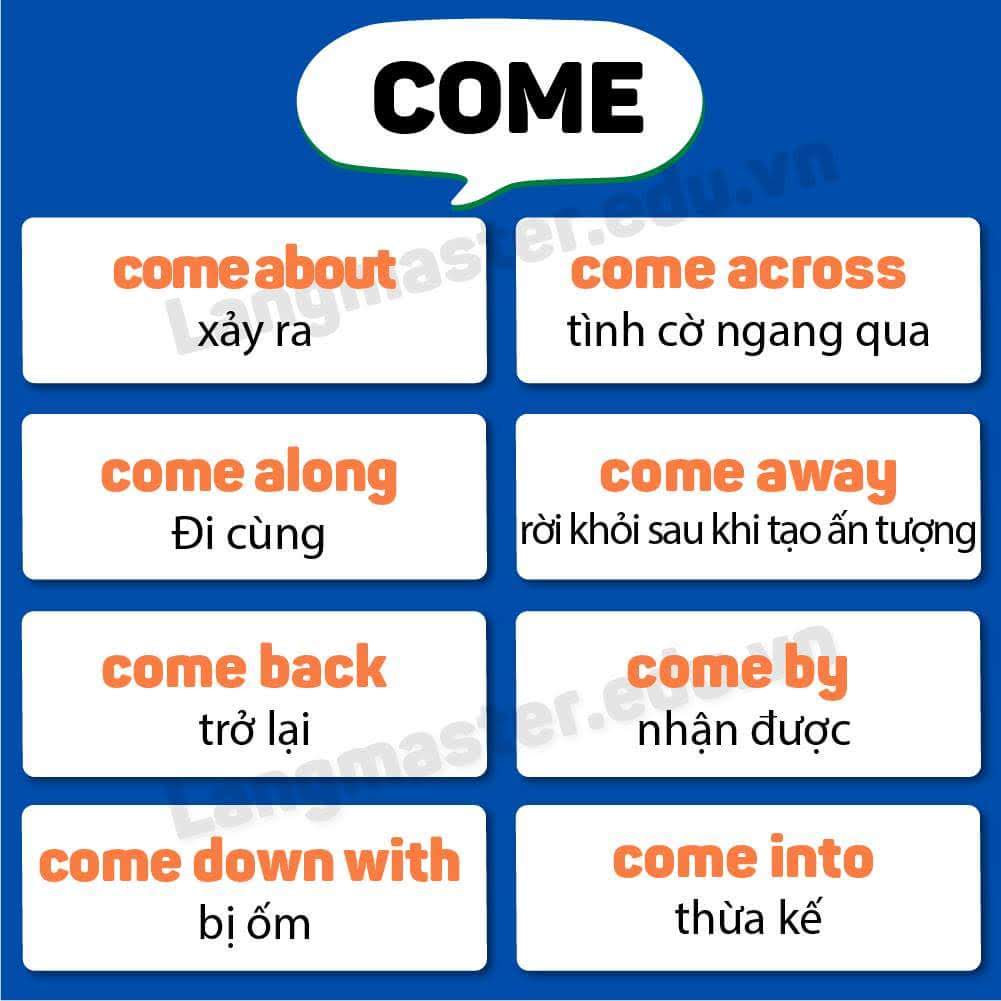 COME
come about
xảy ra
come across
tình cờ ngang qua
come along
Đi cùng
come away
rời khỏi sau khi tạo ấn tượng
come back
trở lại
come by
nhận được
come down with
bị ốm
come into
thừa kế
Langmaster.edu.vn
Langmaster.edu.vn